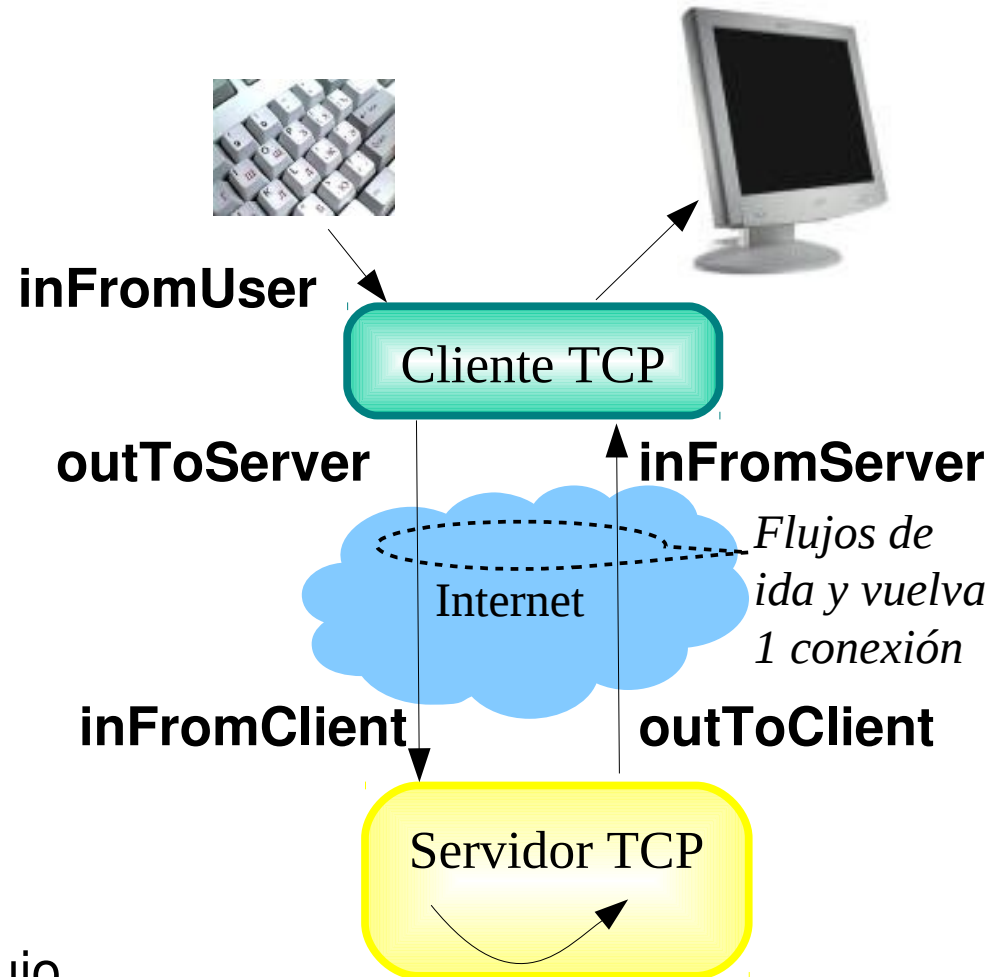 inFromUser
Cliente TCP
outToServer
inFromServer
Flujos de
ida y vuelva
1 conexión
Internet
inFromClient
outToClient
Servidor TCP